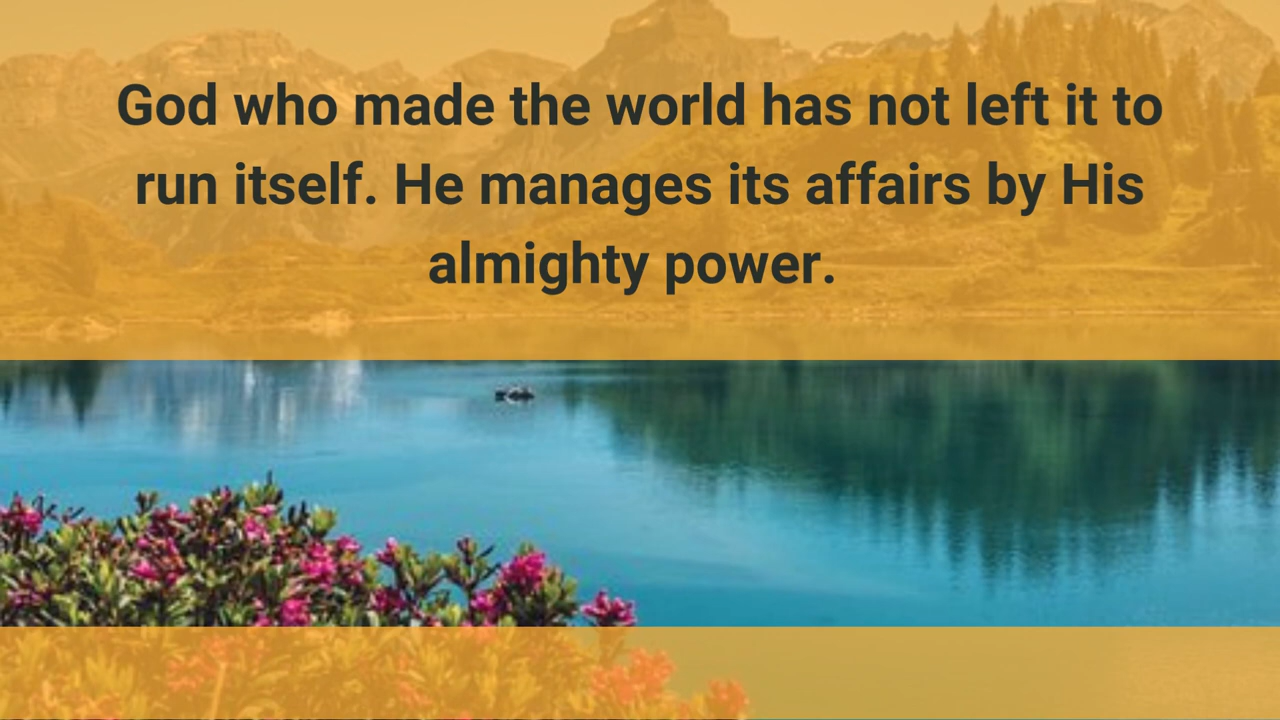 God who made the world has not left it to
run itself. He manages its affairs by His
almighty power.